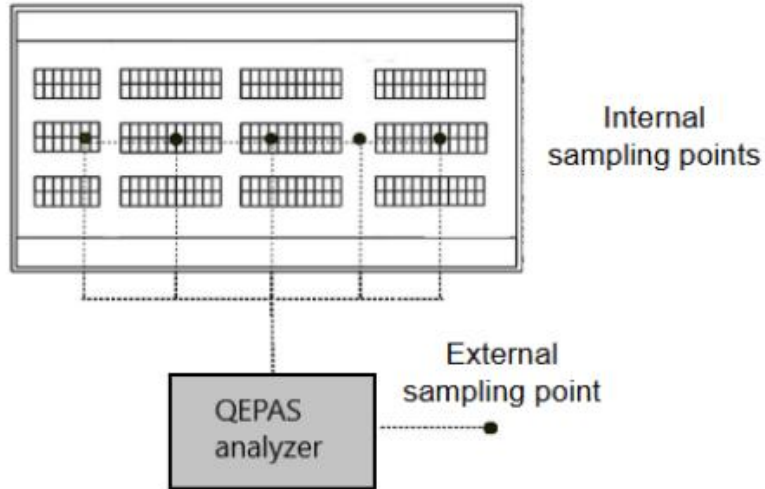 Internal
sampling points
External
sampling point
QEPAS
analyzer